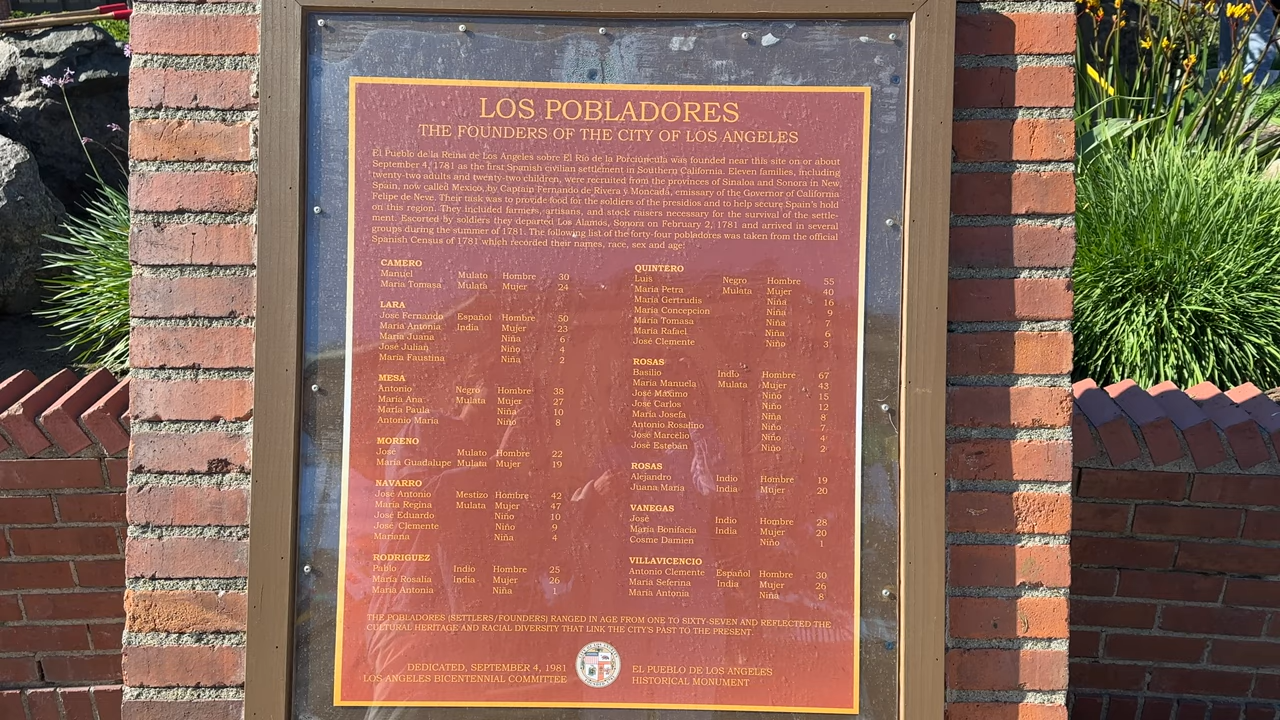 LOS POBLADORES
THE FOUNDERS OF THE CITY OF LOS ANGELES
El Pueblo de la Reina de Los Angeles sobre El Rio de la Porciuncula was founded near this site on or about
September 4, 1781 as the first Spanish civilian settlement in Southern California. Eleven families, including
twenty-two adults and twenty-two children, were recruited from the provinces of Sinaloa and Sonora in New
Spain, now called Mexico, by Captain Fernando de Rivera y Moncada, emissary of the Governor of California
Felipe de Neve. Their task was to provide food for the soldiers of the presidios and to help secure Spain's hold
on this region. They included farmers, artisans, and stock raisers necessary for the survival of the settle-
ment. Escorted by soldiers they departed Los Alamos, Sonora on February 2, 1781 and arrived in several
groups during the summer of 1781. The following list of the forty-four pobladores was taken from the official
Spanish Census of 1781 which recorded their names, race, sex and age:
CAMERO
Manuel Mulato Hombre 30
Maria Tomasa Mulata Mujer 24
LARA
José Fernando Español Hombre 50
Maria Antonia India Mujer 23
Maria Juana Niña 6
José Julian Niño 4
Maria Faustina Niña 2
MESA
Antonio Negro Hombre 38
Maria Ana Mulata Mujer 27
Maria Paula Niña 10
Antonio Maria Niño 8
MORENO
José Mulato Hombre 22
Maria Guadalupe Mulata Mujer 19
NAVARRO
José Antonio Mestizo Hombre 42
Maria Regina Mulata Mujer 47
José Eduardo Niño 10
José Clemente Niño 9
Mariana Niña 4
RODRIGUEZ
Pablo Indio Hombre 25
Maria Rosalia India Mujer 26
Maria Antonia Niña 1
QUINTERO
Luis Negro Hombre 55
Maria Petra Mulata Mujer 40
Maria Gertrudis Niña 16
Maria Concepcion Niña 9
Maria Tomasa Niña 7
Maria Rafael Niña 6
José Clemente Niño 3
ROSAS
Basilio Indio Hombre 67
Maria Manuela Mulata Mujer 43
José Maximo Niño 15
José Carlos Niño 12
Maria Josefa Niña 8
Antonio Rosalino Niño 7
José Marcelio Niño 4
José Esteban Niño 2
ROSAS
Alejandro Indio Hombre 19
Juana Maria India Mujer 20
VANEGAS
José Indio Hombre 28
Maria Bonifacia India Mujer 20
Cosme Damien Niño 1
VILLAVICENCIO
Antonio Clemente Español Hombre 30
Maria Seferina India Mujer 26
Maria Antonia Niña 8
THE POBLADORES (SETTLERS/FOUNDERS) RANGED IN AGE FROM ONE TO SIXTY-SEVEN AND REFLECTED THE
CULTURAL HERITAGE AND RACIAL DIVERSITY THAT LINK THE CITY'S PAST TO THE PRESENT.
DEDICATED, SEPTEMBER 4, 1981
LOS ANGELES BICENTENNIAL COMMITTEE
EL PUEBLO DE LOS ANGELES
HISTORICAL MONUMENT